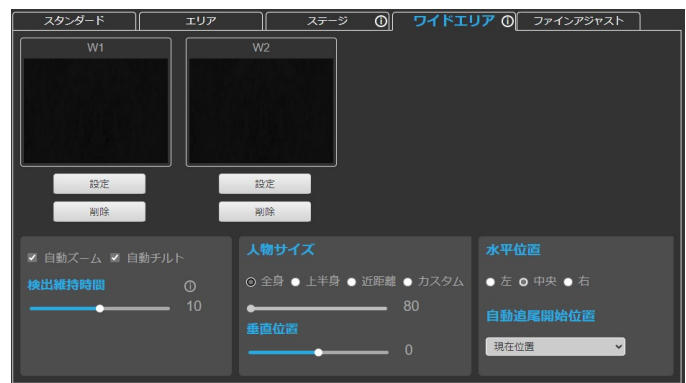 スタンダード エリア ステージ ワイドエリア ファインアジャスト
W1 W2
設定 設定
削除 削除
自動ズーム 自動チルト
検出維持時間
10
人物サイズ
全身 上半身 近距離 カスタム
80
垂直位置
0
水平位置
左 中央 右
自動追尾開始位置
現在位置